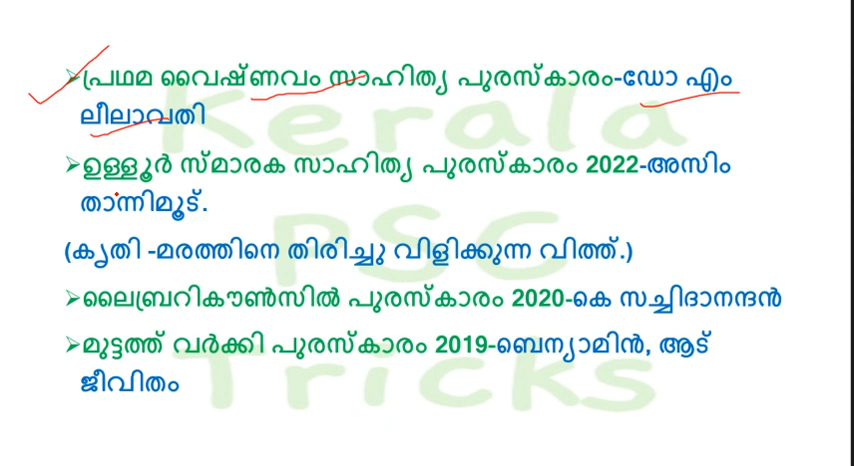 ➢പ്രഥമ വൈഷ്ണവം സാഹിത്യ പുരസ്കാരം-ഡോ എം
ലീലാവതി
➢ഉള്ളൂർ സ്മാരക സാഹിത്യ പുരസ്കാരം 2022-അസിം
താന്നിമൂട്.
(കൃതി -മരത്തിനെ തിരിച്ചു വിളിക്കുന്ന വിത്ത്.)
➢ലൈബ്രറികൗൺസിൽ പുരസ്കാരം 2020-കെ സച്ചിദാനന്ദൻ
➢മുട്ടത്ത് വർക്കി പുരസ്കാരം 2019-ബെന്യാമിൻ, ആട്
ജീവിതം
Kerala
PSC
Tricks